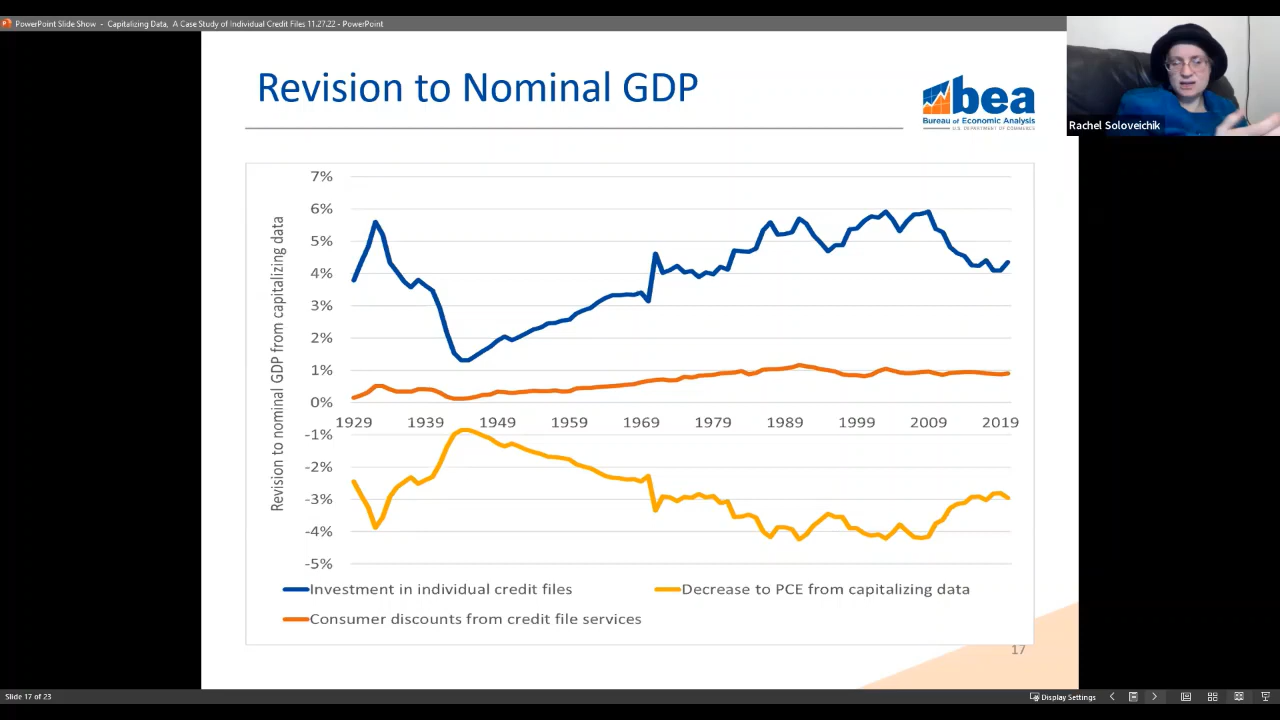 PowerPoint Slide Show - Capitalizing Data, A Case Study of Individual Credit Files 11.27.22 - PowerPoint
Revision to Nominal GDP
bea
Bureau of Economic Analysis
U.S. DEPARTMENT OF COMMERCE
Rachel Soloveichik
Revision to nominal GDP from capitalizing data
7%
6%
5%
4%
3%
2%
1%
0%
1929 1939 1949 1959 1969 1979 1989 1999 2009 2019
-1%
-2%
-3%
-4%
-5%
Investment in individual credit files
Decrease to PCE from capitalizing data
Consumer discounts from credit file services
17
Slide 17 of 23
Display Settings